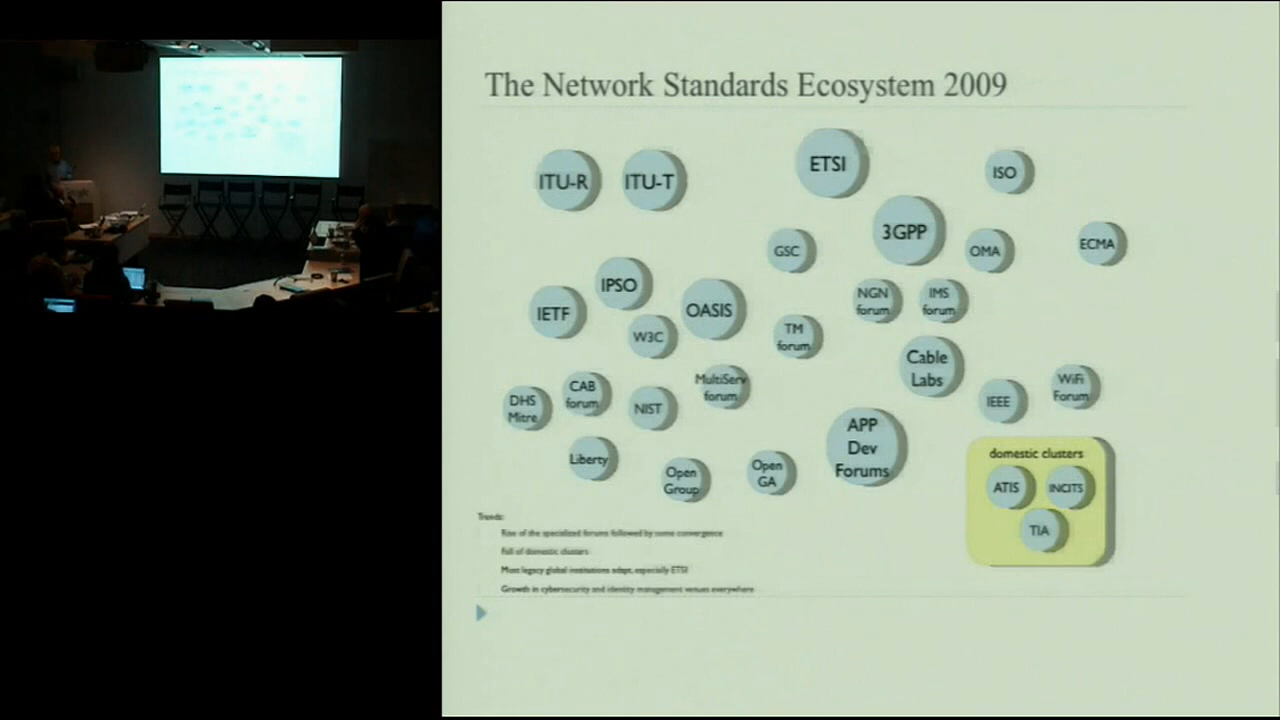 The Network Standards Ecosystem 2009
ITU-R
ITU-T
ETSI
ISO
GSC
3GPP
OMA
ECMA
IPSO
IETF
OASIS
W3C
TM
forum
NGN
forum
IMS
forum
Cable
Labs
MultiServ
forum
DHS
Mitre
CAB
forum
NIST
IEEE
WiFi
Forum
Liberty
Open
Group
Open
GA
APP
Dev
Forums
domestic clusters
ATIS
INCITS
TIA
Trends:
Rise of the specialized forums followed by some convergence
Fall of domestic clusters
Most legacy global institutions adapt, especially ETSI
Growth in cybersecurity and identity management venues everywhere